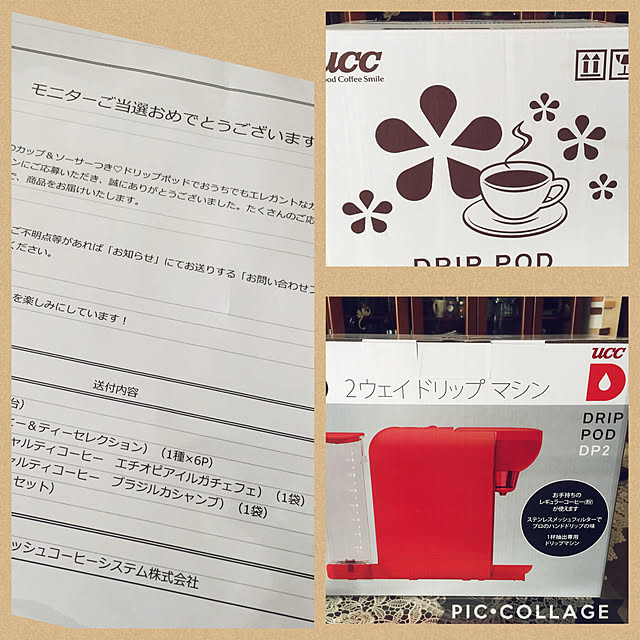 モニターご当選おめでとうございます
のカップ＆ソーサーつき♡ドリップポッドでおうちでもエレガントなカ
ンにご応募いただき、誠にありがとうございました。たくさんのご応
で、商品をお届けいたします。
ご不明点等があれば「お知らせ」にてお送りする「お問い合わせフ
ください。
を楽しみにしています！
送付内容
台）
ヒー＆ティーセレクション）（1種×6P）
シャルティコーヒー エチオピアイルガチェフェ）（1袋）
シャルティコーヒー ブラジルカシャンブ）（1袋）
セット）
ッシュコーヒーシステム株式会社
ucc
ood Coffee Smile
DRIP POD
2ウェイ ドリップ マシン
ucc
DRIP
POD
DP2
お手持ちの
レギュラーコーヒー(粉)
が使えます
ステンレスメッシュフィルターで
プロのハンドドリップの味
1杯抽出専用
ドリップマシン
PIC•COLLAGE